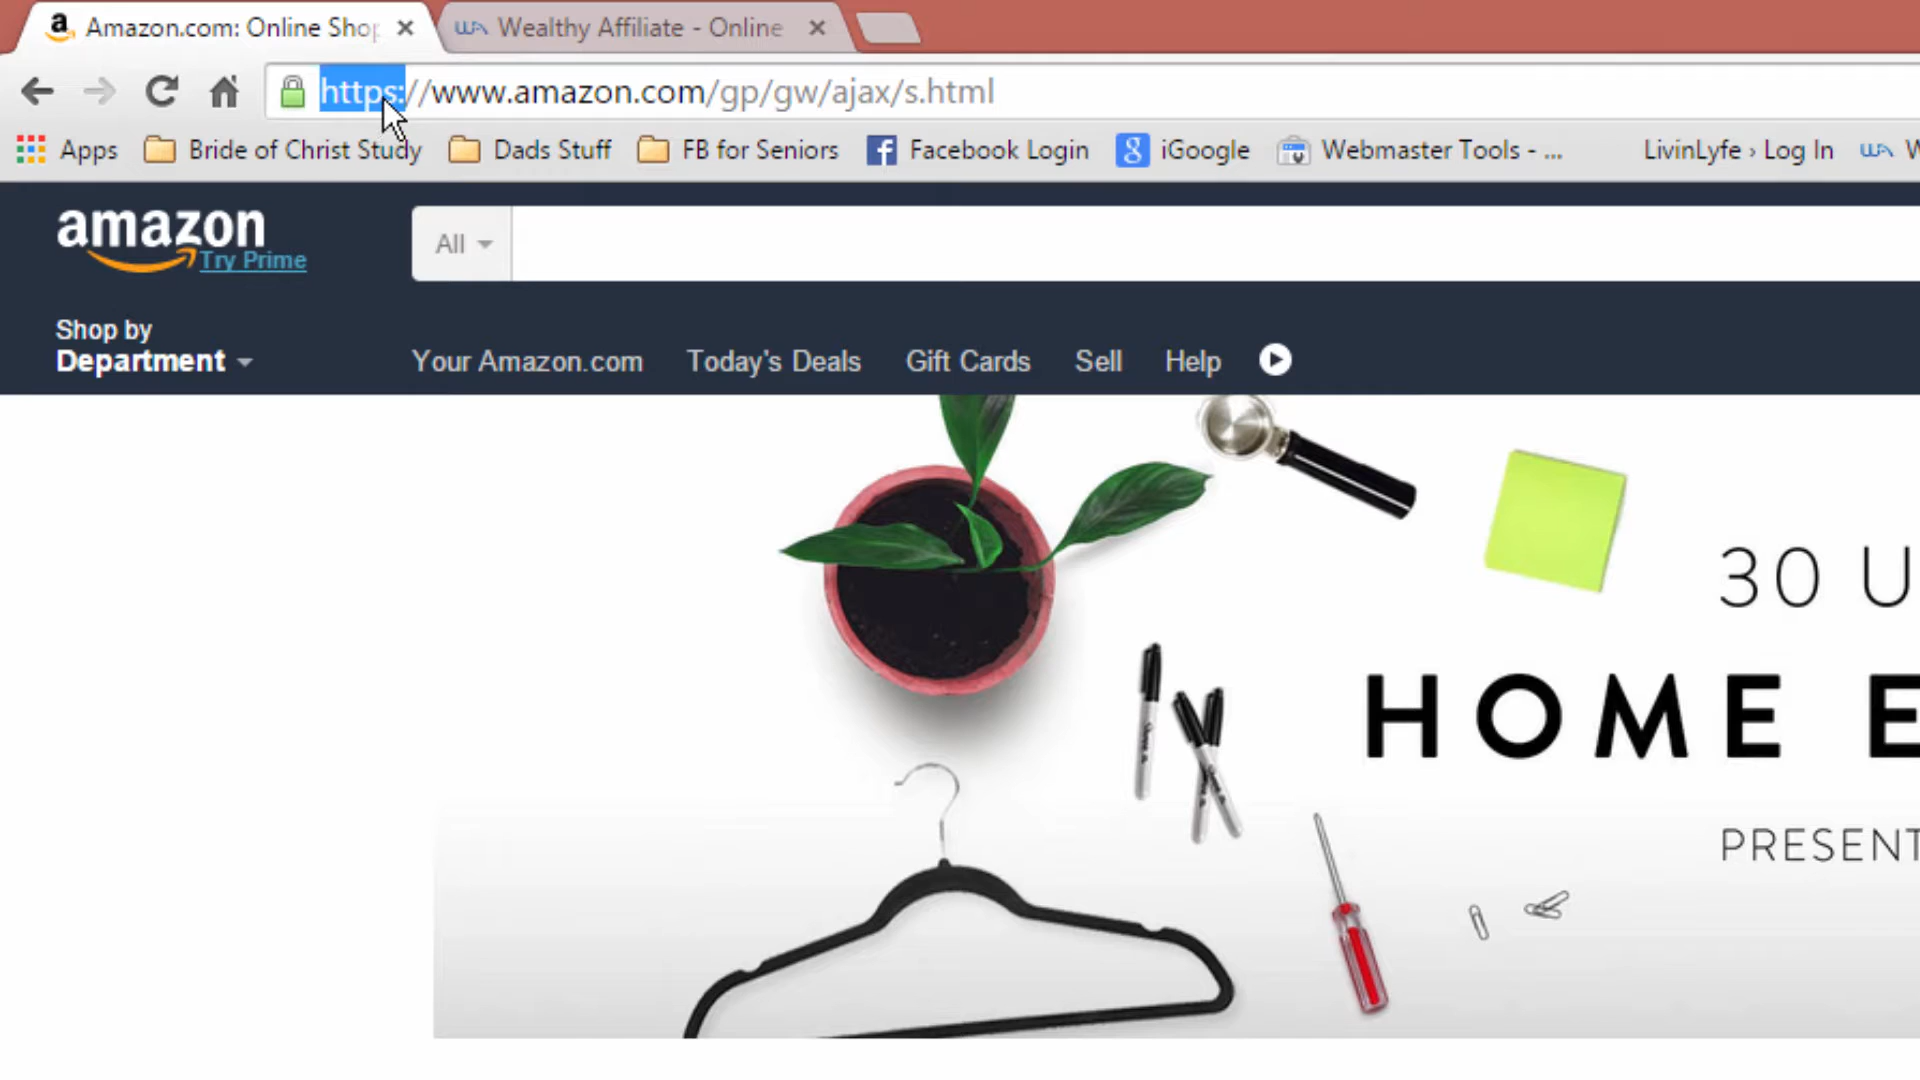 Amazon.com: Online Shop
Wealthy Affiliate - Online
https://www.amazon.com/gp/gw/ajax/s.html
Apps Bride of Christ Study Dads Stuff FB for Seniors Facebook Login iGoogle Webmaster Tools - ... LivinLyfe › Log In W
amazon
Try Prime
All
Shop by
Department
Your Amazon.com Today's Deals Gift Cards Sell Help
30 U
HOME E
PRESENT